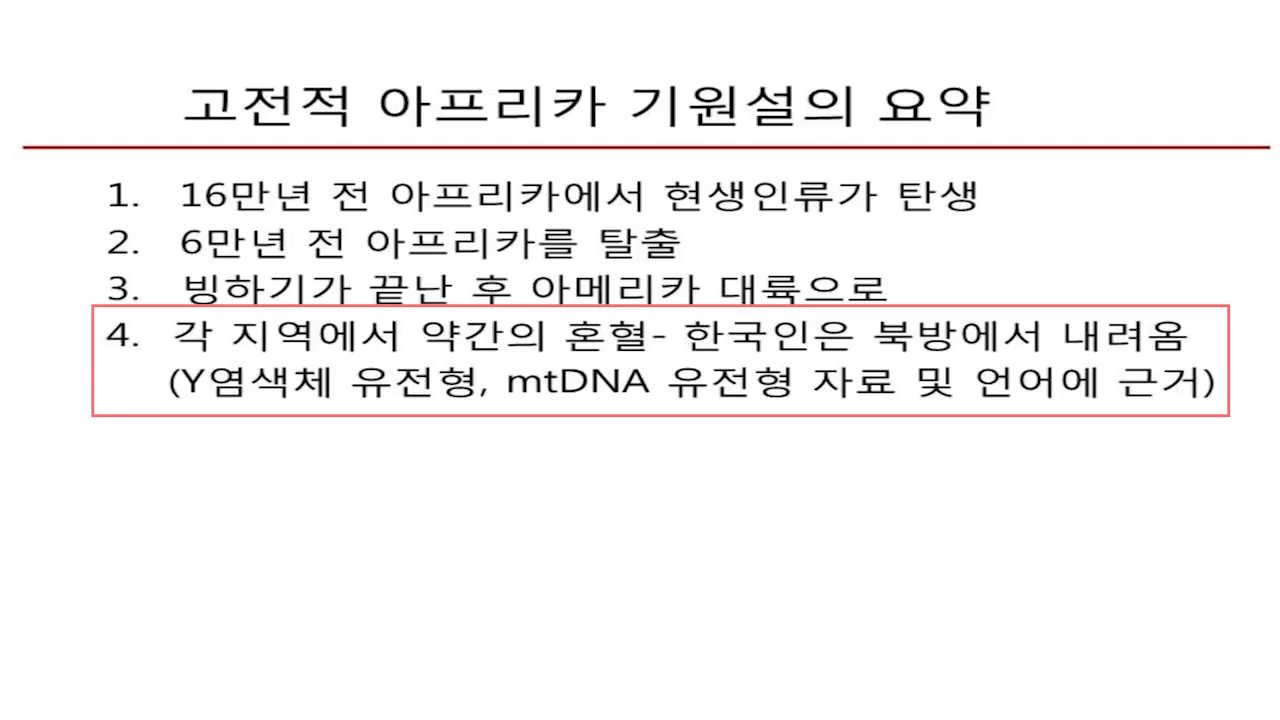 고전적 아프리카 기원설의 요약
1. 16만년 전 아프리카에서 현생인류가 탄생
2. 6만년 전 아프리카를 탈출
3. 빙하기가 끝난 후 아메리카 대륙으로
4. 각 지역에서 약간의 혼혈- 한국인은 북방에서 내려옴
(Y염색체 유전형, mtDNA 유전형 자료 및 언어에 근거)